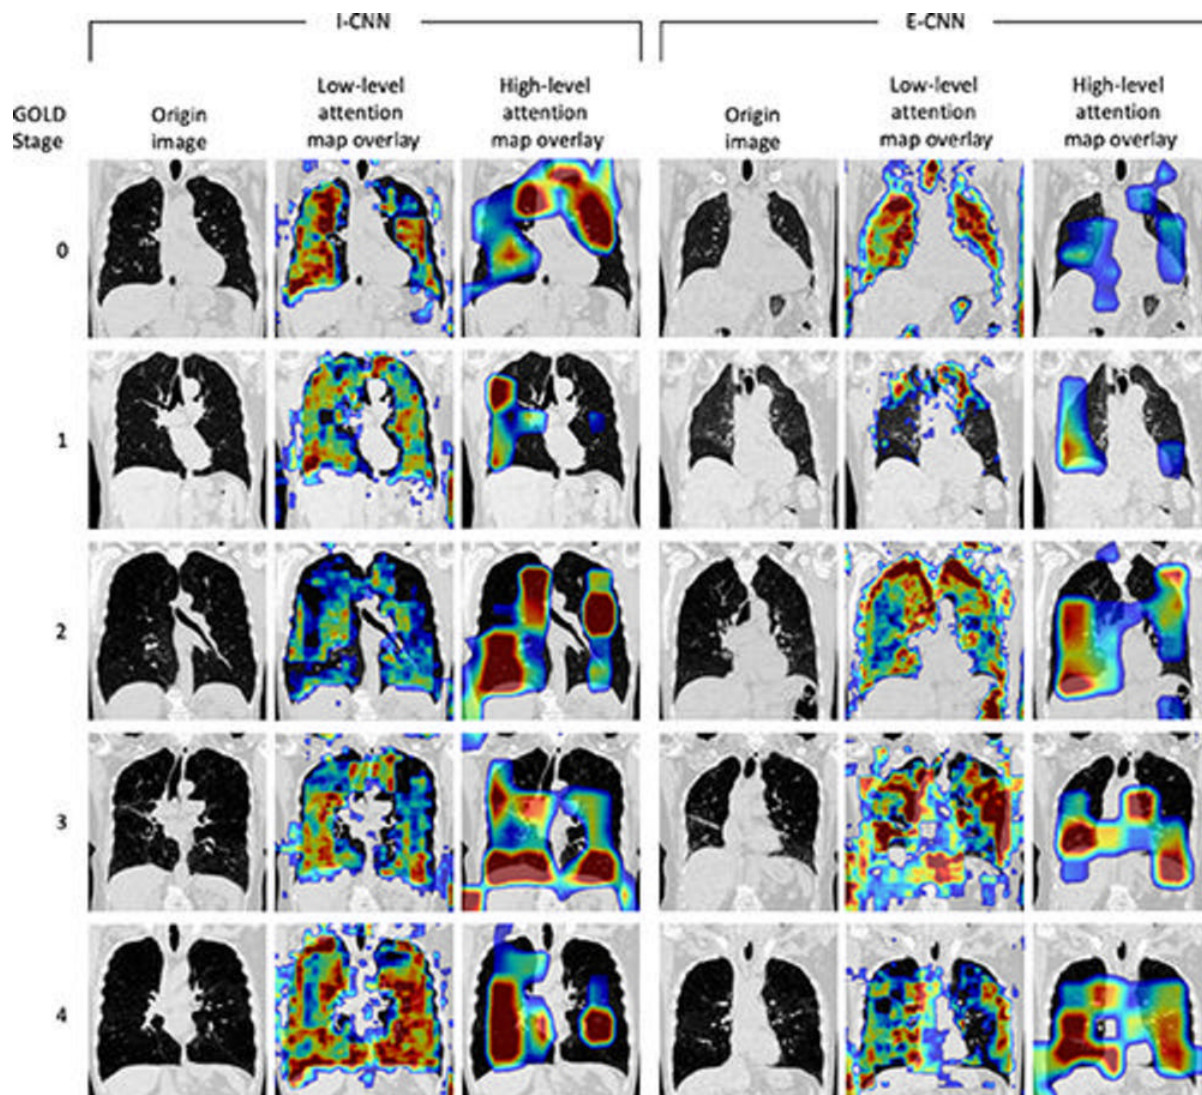 I-CNN
E-CNN
GOLD
Stage
Origin
image
Low-level
attention
map overlay
High-level
attention
map overlay
Origin
image
Low-level
attention
map overlay
High-level
attention
map overlay
0
1
2
3
4